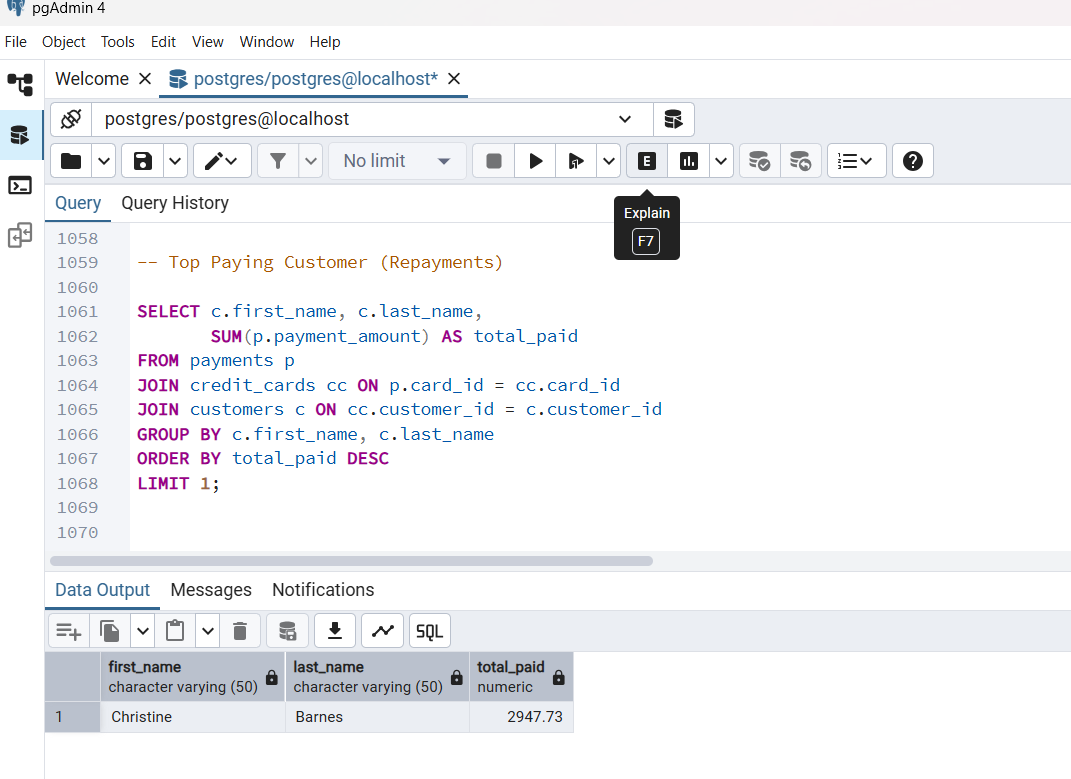 pgAdmin 4
File Object Tools Edit View Window Help
Welcome postgres/postgres@localhost*
postgres/postgres@localhost
No limit E
Query Query History
Explain
F7
1058
1059 -- Top Paying Customer (Repayments)
1060
1061 SELECT c.first_name, c.last_name,
1062 SUM(p.payment_amount) AS total_paid
1063 FROM payments p
1064 JOIN credit_cards cc ON p.card_id = cc.card_id
1065 JOIN customers c ON cc.customer_id = c.customer_id
1066 GROUP BY c.first_name, c.last_name
1067 ORDER BY total_paid DESC
1068 LIMIT 1;
1069
1070
Data Output Messages Notifications
SQL
first_name last_name total_paid
character varying (50) character varying (50) numeric
1 Christine Barnes 2947.73